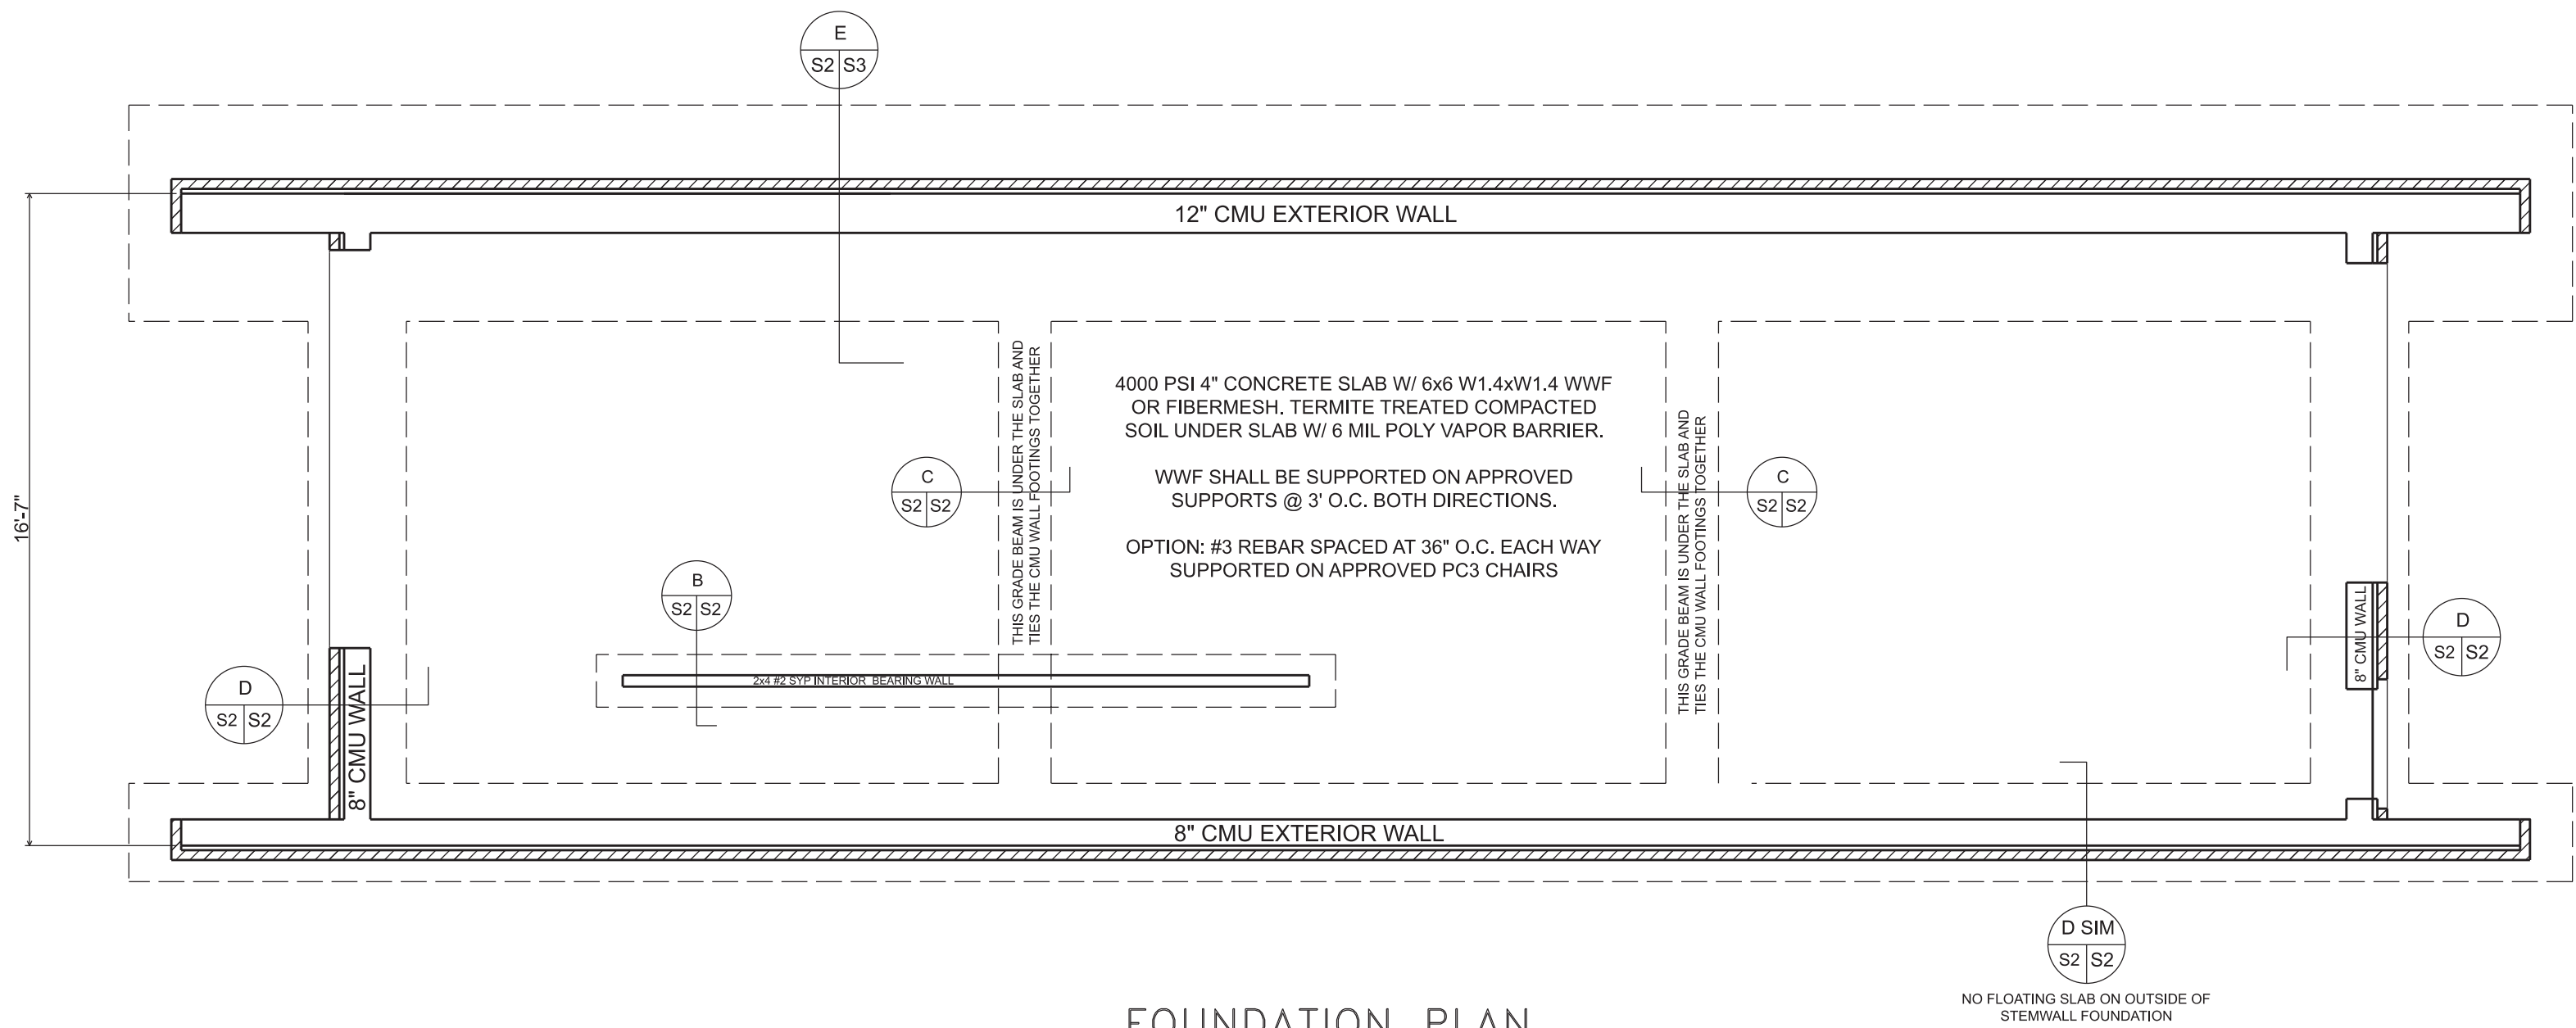 E
S2 S3
12" CMU EXTERIOR WALL
16'-7"
THIS GRADE BEAM IS UNDER THE SLAB AND
TIES THE CMU WALL FOOTINGS TOGETHER
4000 PSI 4" CONCRETE SLAB W/ 6x6 W1.4xW1.4 WWF
OR FIBERMESH. TERMITE TREATED COMPACTED
SOIL UNDER SLAB W/ 6 MIL POLY VAPOR BARRIER.
WWF SHALL BE SUPPORTED ON APPROVED
SUPPORTS @ 3' O.C. BOTH DIRECTIONS.
OPTION: #3 REBAR SPACED AT 36" O.C. EACH WAY
SUPPORTED ON APPROVED PC3 CHAIRS
THIS GRADE BEAM IS UNDER THE SLAB AND
TIES THE CMU WALL FOOTINGS TOGETHER
C
S2 S2
C
S2 S2
B
S2 S2
2x4 #2 SYP INTERIOR BEARING WALL
D
S2 S2
8" CMU WALL
8" CMU WALL
D
S2 S2
8" CMU EXTERIOR WALL
D SIM
S2 S2
NO FLOATING SLAB ON OUTSIDE OF
STEMWALL FOUNDATION
FOUNDATION PLAN